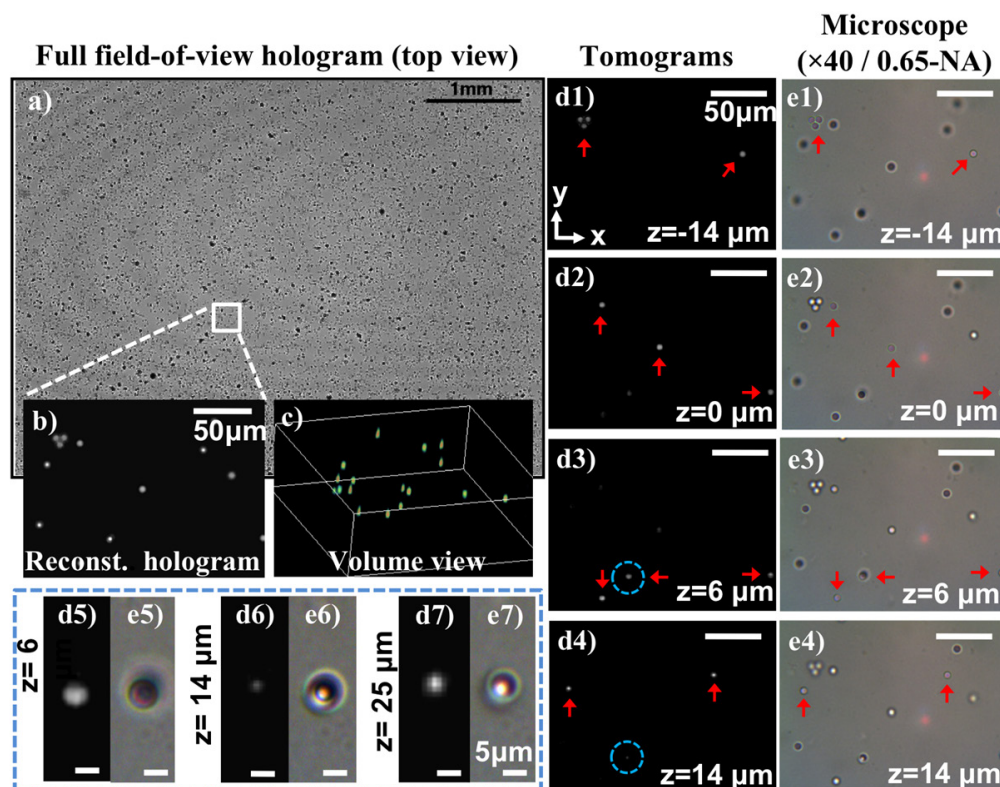 Full field-of-view hologram (top view)
Tomograms
Microscope
(×40 / 0.65-NA)
a)
1mm
b)
50μm
Reconst. hologram
c)
Volume view
d1)
50μm
y
x
z=-14 μm
e1)
z=-14 μm
d2)
z=0 μm
e2)
z=0 μm
d3)
z=6 μm
e3)
z=6 μm
d4)
z=14 μm
e4)
z=14 μm
z= 6
d5)
e5)
z= 14 μm
d6)
e6)
z= 25 μm
d7)
e7)
5μm